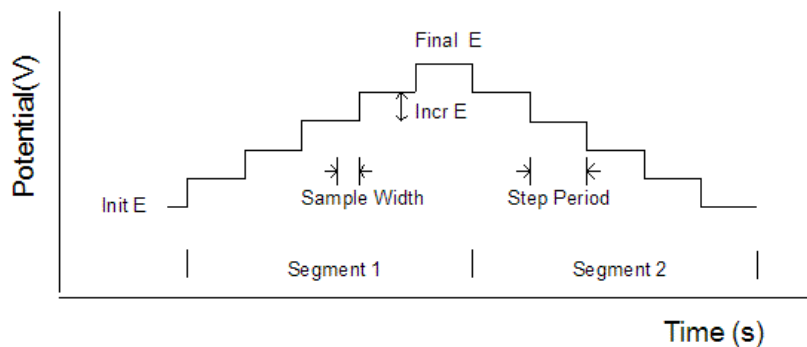 Final E
Potential(V)
Incr E
Init E
Sample Width
Step Period
Segment 1
Segment 2
Time (s)